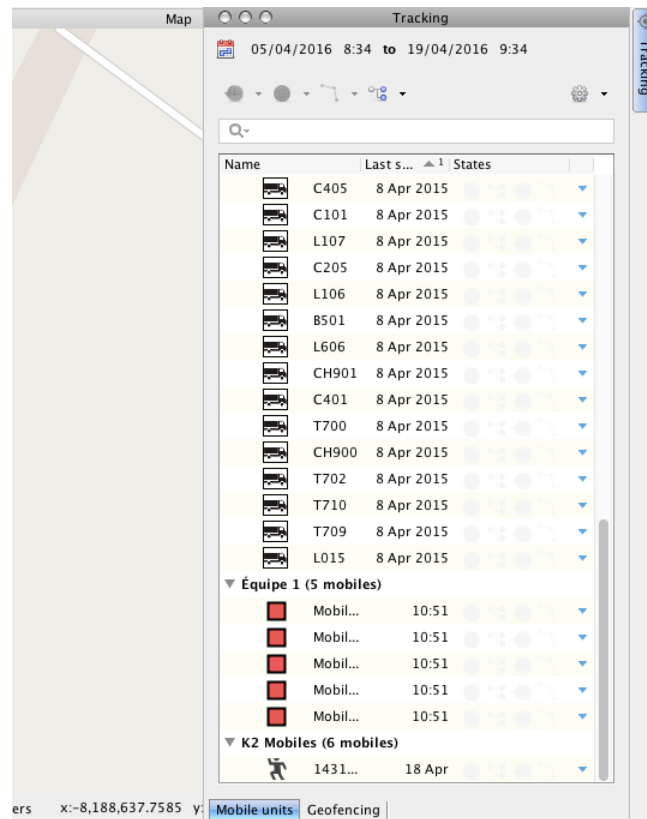 Map
Tracking
05/04/2016 8:34 to 19/04/2016 9:34
Name Last s... 1 States
C405 8 Apr 2015
C101 8 Apr 2015
L107 8 Apr 2015
C205 8 Apr 2015
L106 8 Apr 2015
B501 8 Apr 2015
L606 8 Apr 2015
CH901 8 Apr 2015
C401 8 Apr 2015
T700 8 Apr 2015
CH900 8 Apr 2015
T702 8 Apr 2015
T710 8 Apr 2015
T709 8 Apr 2015
L015 8 Apr 2015
Équipe 1 (5 mobiles)
Mobil... 10:51
Mobil... 10:51
Mobil... 10:51
Mobil... 10:51
Mobil... 10:51
K2 Mobiles (6 mobiles)
1431... 18 Apr
ers x:-8,188,637.7585 y:
Mobile units Geofencing
Tracking